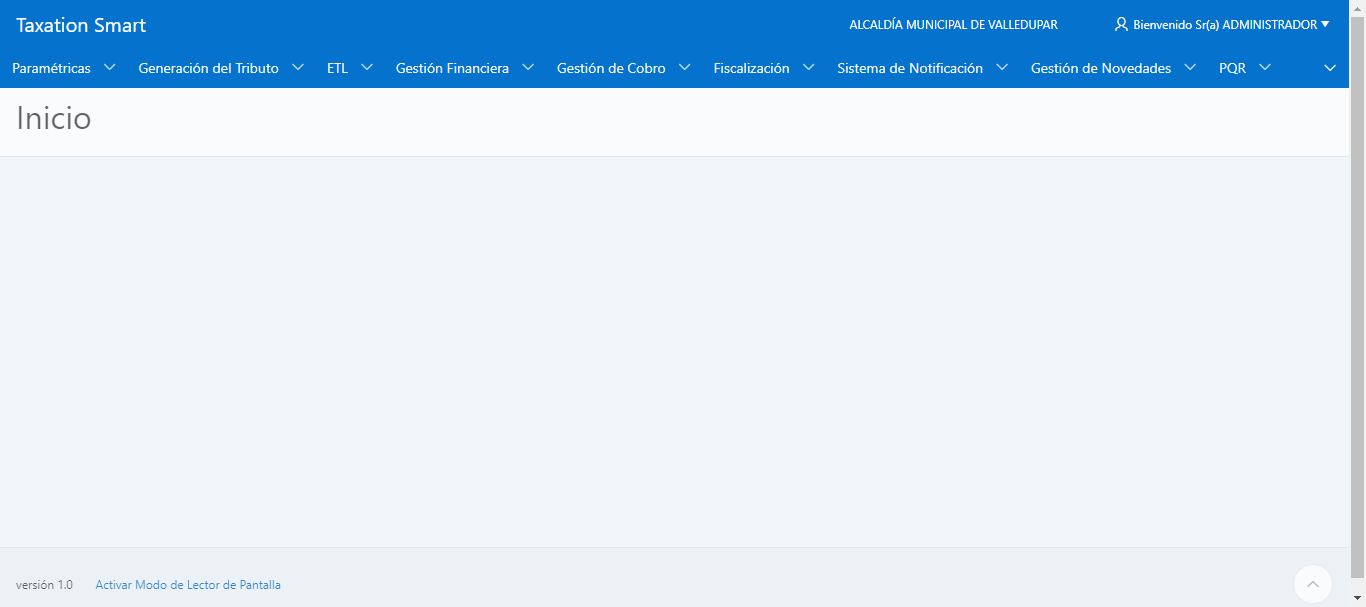 Taxation Smart
ALCALDÍA MUNICIPAL DE VALLEDUPAR
Bienvenido Sr(a) ADMINISTRADOR
Paramétricas Generación del Tributo ETL Gestión Financiera Gestión de Cobro Fiscalización Sistema de Notificación Gestión de Novedades PQR
Inicio
versión 1.0 Activar Modo de Lector de Pantalla